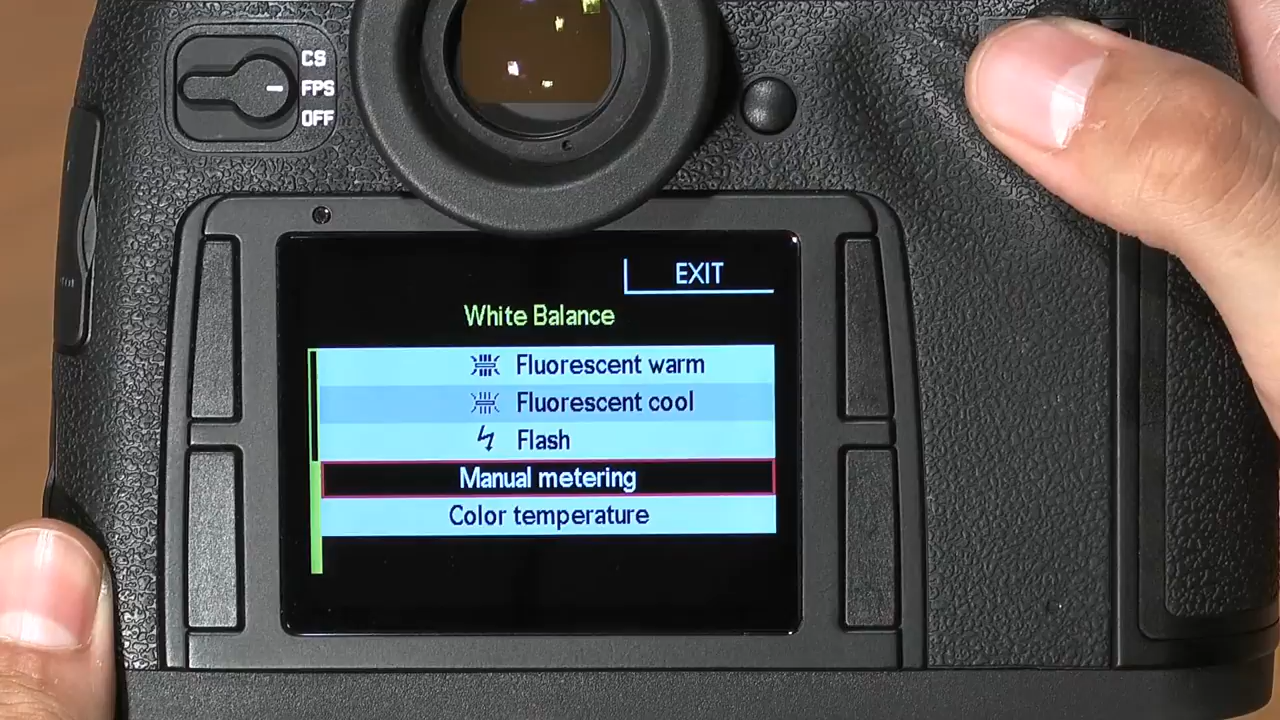 CS
FPS
OFF
EXIT
White Balance
Fluorescent warm
Fluorescent cool
Flash
Manual metering
Color temperature